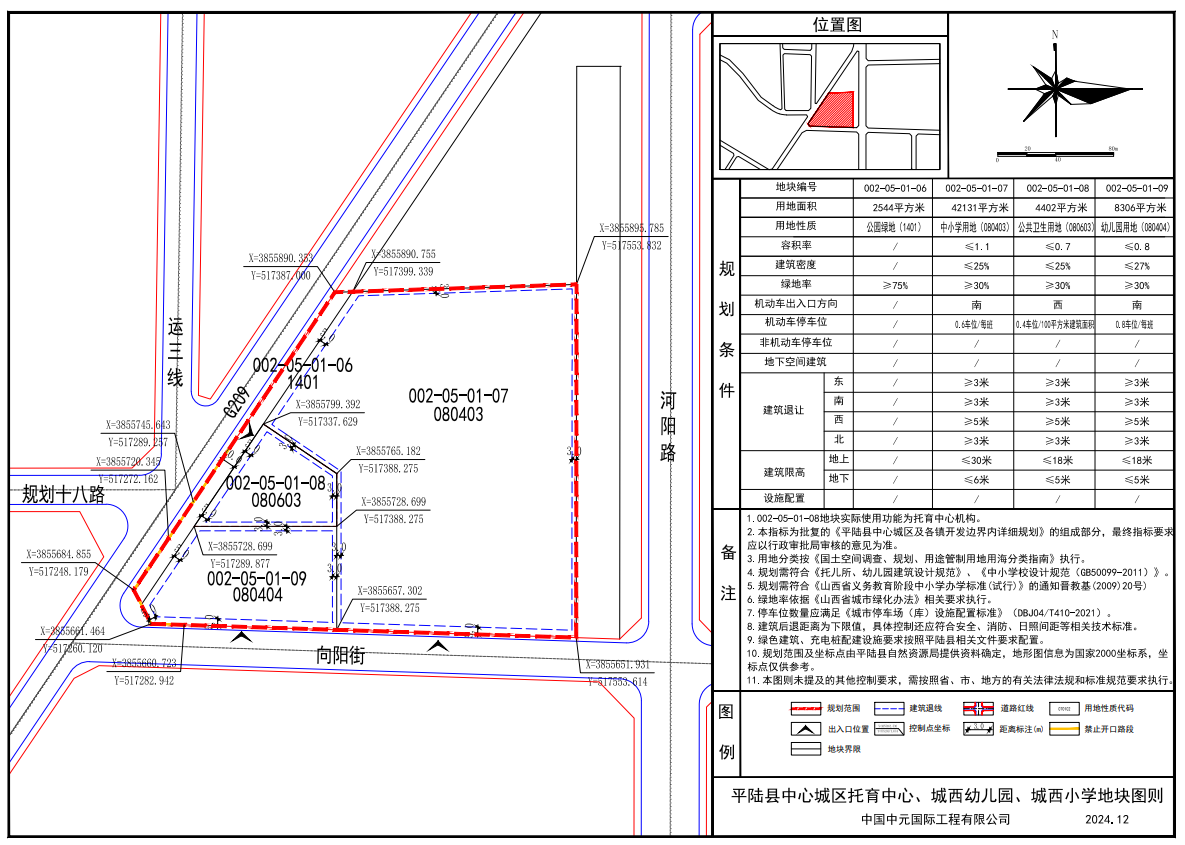 位置图
N
0 20 40 80m
X=3855895.785
Y=517553.832
X=3855890.353
Y=517387.000
X=3855890.755
Y=517399.339
运三线
G209
002-05-01-06
1401
002-05-01-07
080403
河阳路
X=3855799.392
Y=517337.629
X=3855745.643
Y=517289.257
X=3855720.345
Y=517272.162
X=3855765.182
Y=517388.275
规划十八路
002-05-01-08
080603
X=3855728.699
Y=517388.275
X=3855728.699
Y=517289.877
X=3855684.855
Y=517248.179
002-05-01-09
080404
X=3855657.302
Y=517388.275
X=3855661.464
Y=517260.120
X=3855660.723
Y=517282.942
向阳街
X=3855651.931
Y=517553.614
规划条件
地块编号 002-05-01-06 002-05-01-07 002-05-01-08 002-05-01-09
用地面积 2544平方米 42131平方米 4402平方米 8306平方米
用地性质 公园绿地(1401) 中小学用地(080403) 公共卫生用地(080603) 幼儿园用地(080404)
容积率 / ≤1.1 ≤0.7 ≤0.8
建筑密度 / ≤25% ≤25% ≤27%
绿地率 ≥75% ≥30% ≥30% ≥30%
机动车出入口方向 / 南 西 南
机动车停车位 / 0.6车位/每班 0.4车位/100平方米建筑面积 0.8车位/每班
非机动车停车位 / / / /
地下空间建筑 / / / /
建筑退让 东 / ≥3米 ≥3米 ≥3米
南 / ≥3米 ≥3米 ≥3米
西 / ≥5米 ≥5米 ≥5米
北 / ≥3米 ≥3米 ≥3米
建筑限高 地上 / ≤30米 ≤18米 ≤18米
地下 / ≤6米 ≤5米 ≤5米
设施配置 / / / /
备注
1.002-05-01-08地块实际使用功能为托育中心机构。
2.本指标为批复的《平陆县中心城区及各镇开发边界内详细规划》的组成部分，最终指标要求
应以行政审批局审核的意见为准。
3.用地分类按《国土空间调查、规划、用途管制用地用海分类指南》执行。
4.规划需符合《托儿所、幼儿园建筑设计规范》、《中小学校设计规范（GB50099-2011）》。
5.规划需符合《山西省义务教育阶段中小学办学标准(试行)》的通知晋教基(2009)20号)
6.绿地率依据《山西省城市绿化办法》相关要求执行。
7.停车位数量应满足《城市停车场（库）设施配置标准》（DBJ04/T410-2021）。
8.建筑后退距离为下限值，具体控制还应符合安全、消防、日照间距等相关技术标准。
9.绿色建筑、充电桩配建设施要求按照平陆县相关文件要求配置。
10.规划范围及坐标点由平陆县自然资源局提供资料确定，地形图信息为国家2000坐标系，坐
标点仅供参考。
11.本图则未提及的其他控制要求，需按照省、市、地方的有关法律法规和标准规范要求执行。
图例
规划范围 建筑退线 道路红线 用地性质代码
出入口位置 控制点坐标 3.0 距离标注(m) 禁止开口路段
地块界限
平陆县中心城区托育中心、城西幼儿园、城西小学地块图则
中国中元国际工程有限公司 2024.12